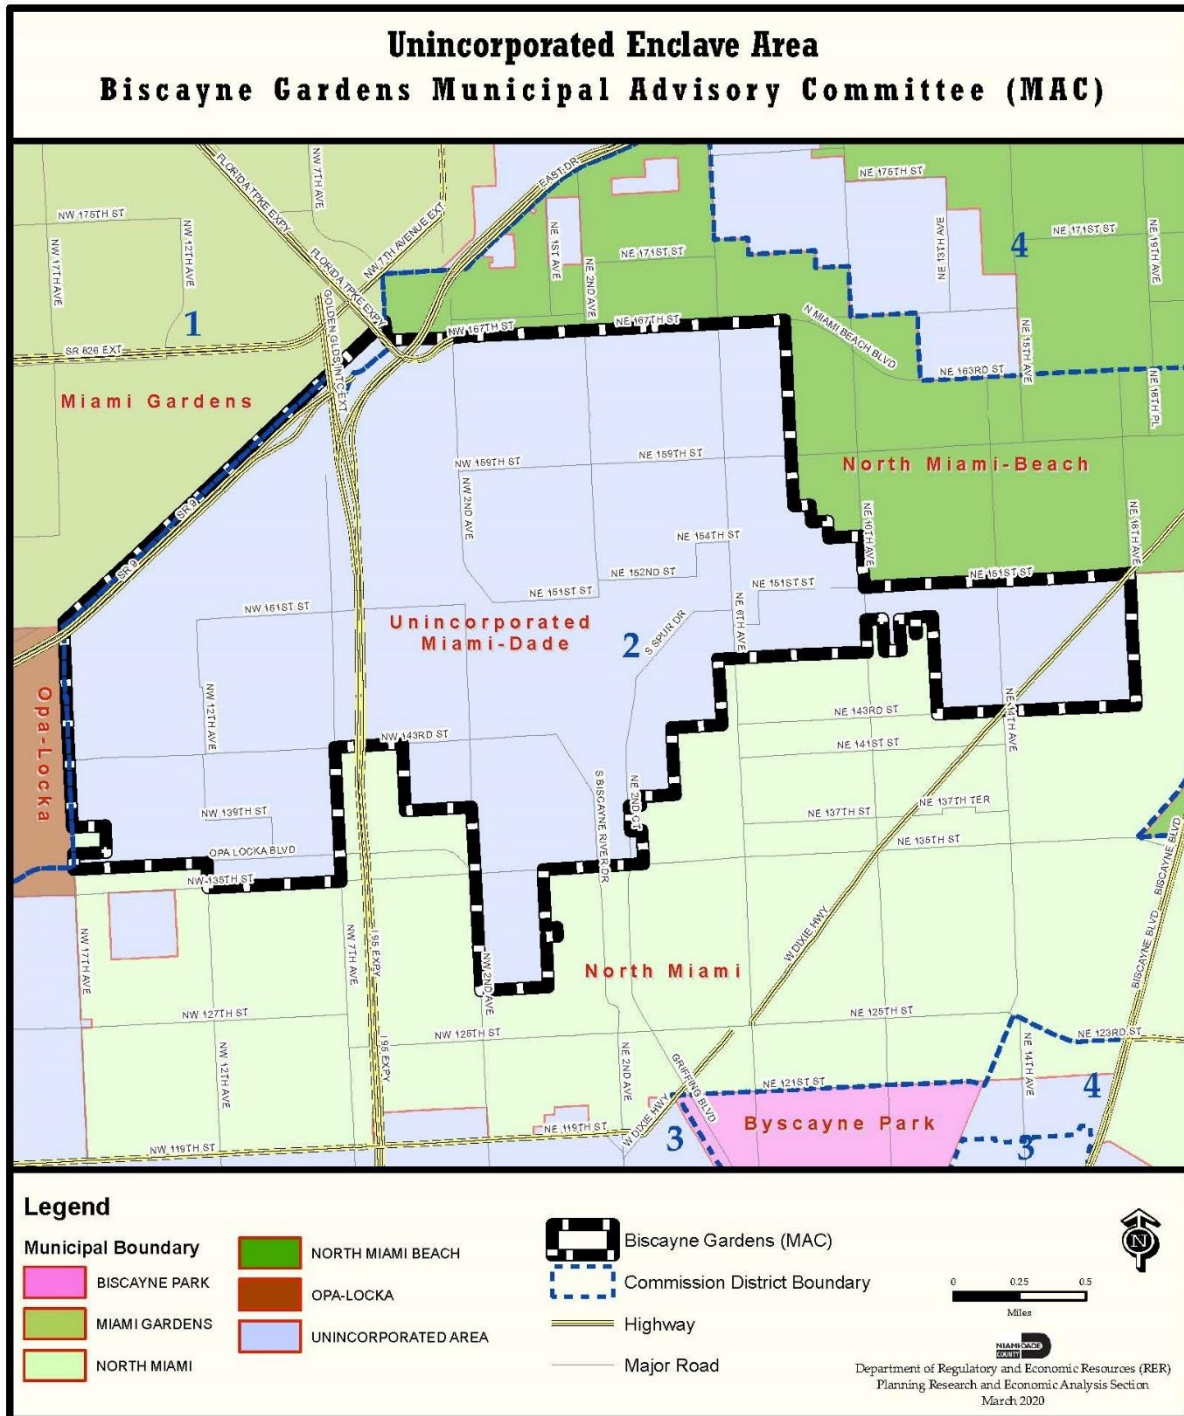 Unincorporated Enclave Area
Biscayne Gardens Municipal Advisory Committee (MAC)
FLORIDA TPKE EXPY
NW 7TH AVE
EAST DR
NE 175TH ST
NW 175TH ST
NW 12TH AVE
NW 17TH AVE
NW 7TH AVENUE EXT
NE 1ST AVE
NE 171ST ST
NE 2ND AVE
NE 13TH AVE
4
NE 171ST ST
NE 19TH AVE
FLORIDA TPKE EXPY
GOLDEN GLDS INTC EXT
1
SR 826 EXT
NW 167TH ST
NE 167TH ST
N MIAMI BEACH BLVD
NE 15TH AVE
NE 163RD ST
NE 18TH PL
Miami Gardens
North Miami-Beach
NW 159TH ST
NE 159TH ST
NW 2ND AVE
SR 9
SR 9
NE 154TH ST
NE 10TH AVE
NE 18TH AVE
NE 152ND ST
NE 151ST ST
NE 151ST ST
NE 151ST ST
NW 151ST ST
NE 6TH AVE
S SPUR DR
Unincorporated
Miami-Dade
2
Opa-Locka
NW 12TH AVE
NW 143RD ST
NE 143RD ST
NE 14TH AVE
NE 141ST ST
S BISCAYNE RIVER DR
NE 2ND CT
NE 137TH ST
NE 137TH TER
NW 139TH ST
OPA LOCKA BLVD
NE 135TH ST
NW 135TH ST
BISCAYNE BLVD
BISCAYNE BLVD
W DIXIE HWY
NW 17TH AVE
NW 7TH AVE
I 95 EXPY
NW 2ND AVE
North Miami
NW 127TH ST
NW 125TH ST
NE 125TH ST
NE 123RD ST
NW 12TH AVE
I 95 EXPY
NE 2ND AVE
GRIFFING BLVD
NE 121ST ST
NE 14TH AVE
4
Byscayne Park
NW 119TH ST
NE 119TH ST
W DIXIE HWY
3
3
Legend
Municipal Boundary
BISCAYNE PARK
MIAMI GARDENS
NORTH MIAMI
NORTH MIAMI BEACH
OPA-LOCKA
UNINCORPORATED AREA
Biscayne Gardens (MAC)
Commission District Boundary
Highway
Major Road
N
0 0.25 0.5
Miles
MIAMI-DADE
COUNTY
Department of Regulatory and Economic Resources (RER)
Planning Research and Economic Analysis Section
March 2020